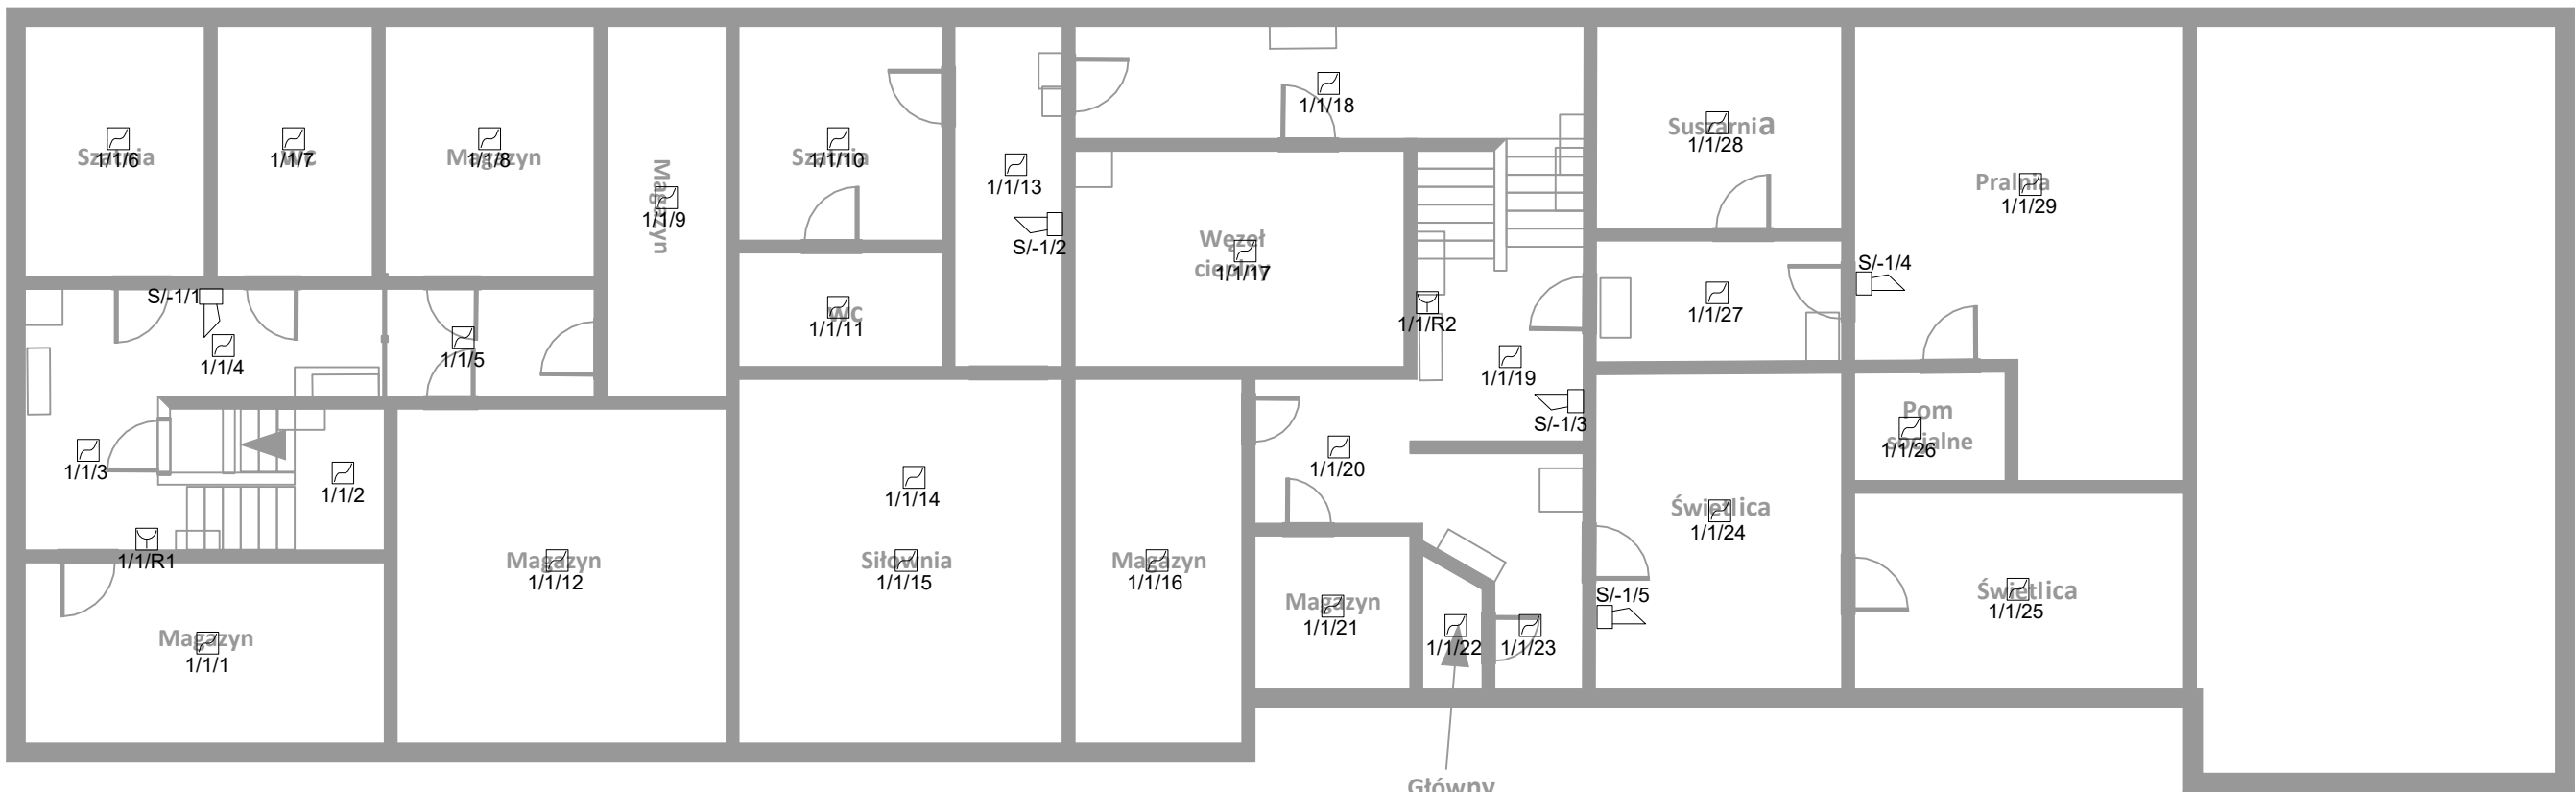 Szatnia
1/1/6
WC
1/1/7
Magazyn
1/1/8
Magazyn
1/1/9
Szatnia
1/1/10
WC
1/1/11
1/1/13
S/-1/2
1/1/18
Węzeł
cieplny
1/1/17
Suszarnia
1/1/28
Pralnia
1/1/29
S/-1/1
1/1/4
1/1/5
1/1/R2
1/1/19
S/-1/3
1/1/27
S/-1/4
1/1/3
1/1/2
1/1/R1
Magazyn
1/1/1
Magazyn
1/1/12
1/1/14
Siłownia
1/1/15
Magazyn
1/1/16
1/1/20
Magazyn
1/1/21
1/1/22
1/1/23
Świetlica
1/1/24
S/-1/5
Pom
socjalne
1/1/26
Świetlica
1/1/25
Główny